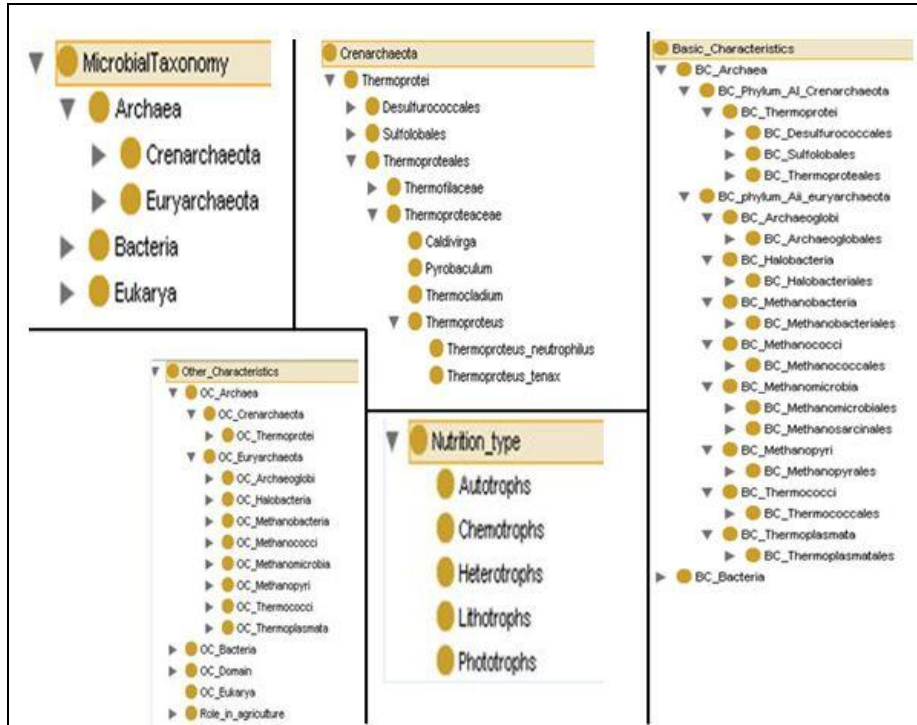 MicrobialTaxonomy
Archaea
Crenarchaeota
Euryarchaeota
Bacteria
Eukarya
Crenarchaeota
Thermoprotei
Desulfurococcales
Sulfolobales
Thermoproteales
Thermofilaceae
Thermoproteaceae
Caldivirga
Pyrobaculum
Thermocladium
Thermoproteus
Thermoproteus_neutrophilus
Thermoproteus_tenax
Basic_Characteristics
BC_Archaea
BC_Phylum_AI_Crenarchaeota
BC_Thermoprotei
BC_Desulfurococcales
BC_Sulfolobales
BC_Thermoproteales
BC_phylum_Aii_euryarchaeota
BC_Archaeoglobi
BC_Archaeoglobales
BC_Halobacteria
BC_Halobacteriales
BC_Methanobacteria
BC_Methanobacteriales
BC_Methanococci
BC_Methanococcales
BC_Methanomicrobia
BC_Methanomicrobiales
BC_Methanosarcinales
BC_Methanopyri
BC_Methanopyrales
BC_Thermococci
BC_Thermococcales
BC_Thermoplasmata
BC_Thermoplasmatales
BC_Bacteria
Other_Characteristics
OC_Archaea
OC_Crenarchaeota
OC_Thermoprotei
OC_Euryarchaeota
OC_Archaeoglobi
OC_Halobacteria
OC_Methanobacteria
OC_Methanococci
OC_Methanomicrobia
OC_Methanopyri
OC_Thermococci
OC_Thermoplasmata
OC_Bacteria
OC_Domain
OC_Eukarya
Role_in_agriculture
Nutrition_type
Autotrophs
Chemotrophs
Heterotrophs
Lithotrophs
Phototrophs